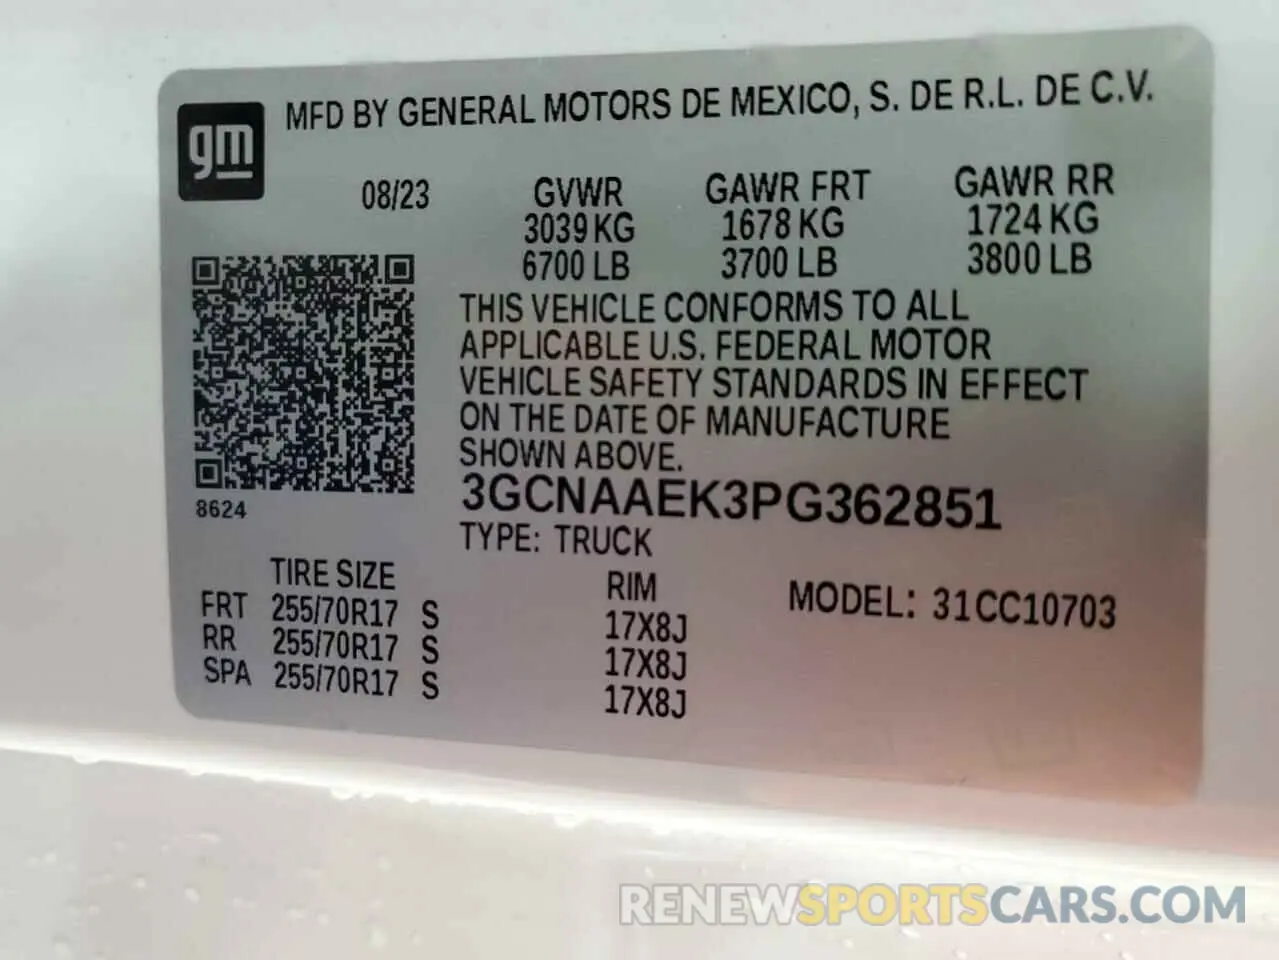 gm
MFD BY GENERAL MOTORS DE MEXICO, S. DE R.L. DE C.V.
08/23 GVWR GAWR FRT GAWR RR
3039 KG 1678 KG 1724 KG
6700 LB 3700 LB 3800 LB
THIS VEHICLE CONFORMS TO ALL
APPLICABLE U.S. FEDERAL MOTOR
VEHICLE SAFETY STANDARDS IN EFFECT
ON THE DATE OF MANUFACTURE
SHOWN ABOVE.
8624
3GCNAAEK3PG362851
TYPE: TRUCK
TIRE SIZE RIM MODEL: 31CC10703
FRT 255/70R17 S 17X8J
RR 255/70R17 S 17X8J
SPA 255/70R17 S 17X8J
RENEWSPORTSCARS.COM